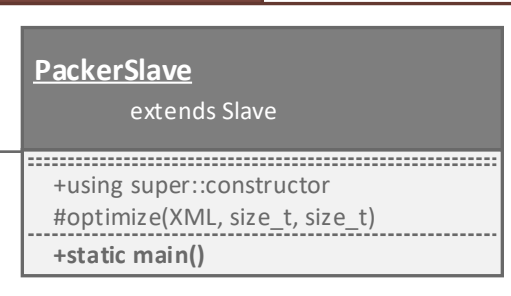 PackerSlave
extends Slave
+using super::constructor
#optimize(XML, size_t, size_t)
+static main()